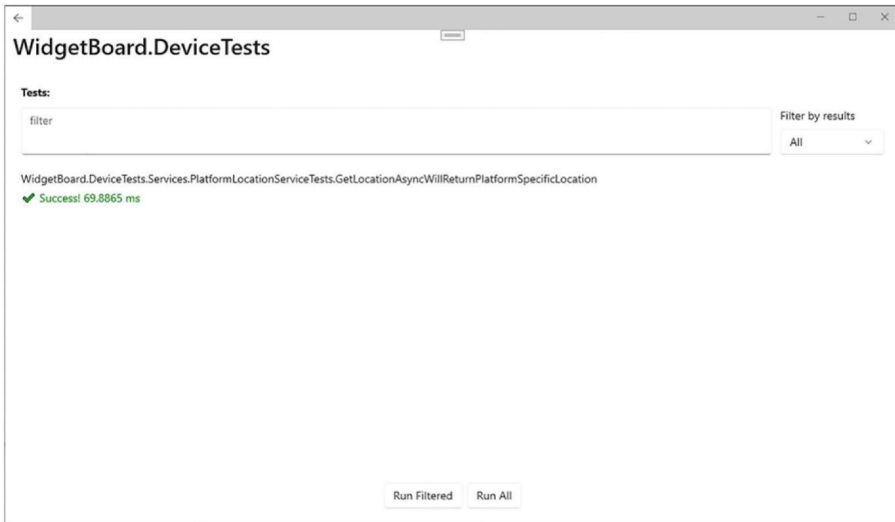 WidgetBoard.DeviceTests
Tests:
filter
Filter by results
All
WidgetBoard.DeviceTests.Services.PlatformLocationServiceTests.GetLocationAsyncWillReturnPlatformSpecificLocation
Success! 69.8865 ms
Run Filtered
Run All